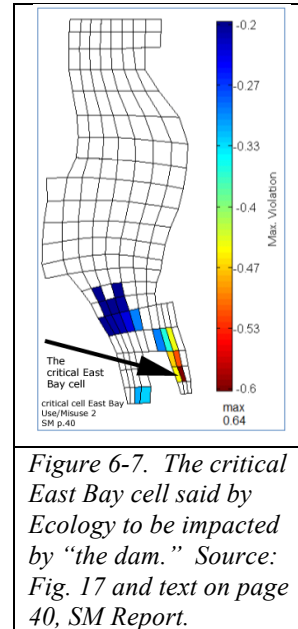 -0.2
-0.27
-0.33
-0.4
-0.47
-0.53
-0.6
Max. Violation
max
0.64
The
critical East
Bay cell
critical cell East Bay
Use/Misuse 2
SM p.40
Figure 6-7. The critical
East Bay cell said by
Ecology to be impacted
by “the dam.” Source:
Fig. 17 and text on page
40, SM Report.